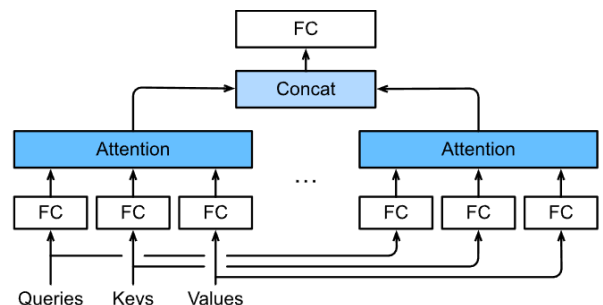 FC
Concat
Attention
Attention
...
FC FC FC FC FC FC
Queries Keys Values